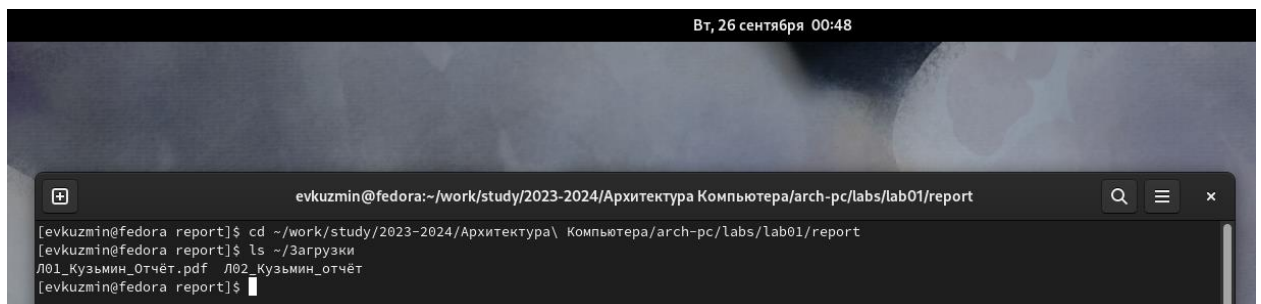 Вт, 26 сентября 00:48
evkuzmin@fedora:~/work/study/2023-2024/Архитектура Компьютера/arch-pc/labs/lab01/report
[evkuzmin@fedora report]$ cd ~/work/study/2023-2024/Архитектура\ Компьютера/arch-pc/labs/lab01/report
[evkuzmin@fedora report]$ ls ~/Загрузки
Л01_Кузьмин_Отчёт.pdf  Л02_Кузьмин_отчёт
[evkuzmin@fedora report]$